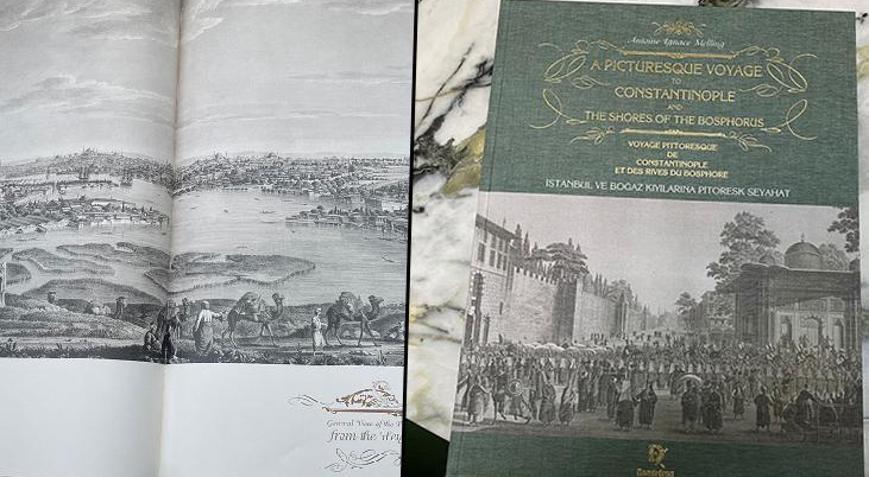 General View of the
from the
Antoine Ignace Melling
A PICTURESQUE VOYAGE
TO
CONSTANTINOPLE
AND
THE SHORES OF THE BOSPHORUS
VOYAGE PITTORESQUE
DE
CONSTANTINOPLE
ET DES RIVES DU BOSPHORE
ISTANBUL VE BOĞAZ KIYILARINA PİTORESK SEYAHAT